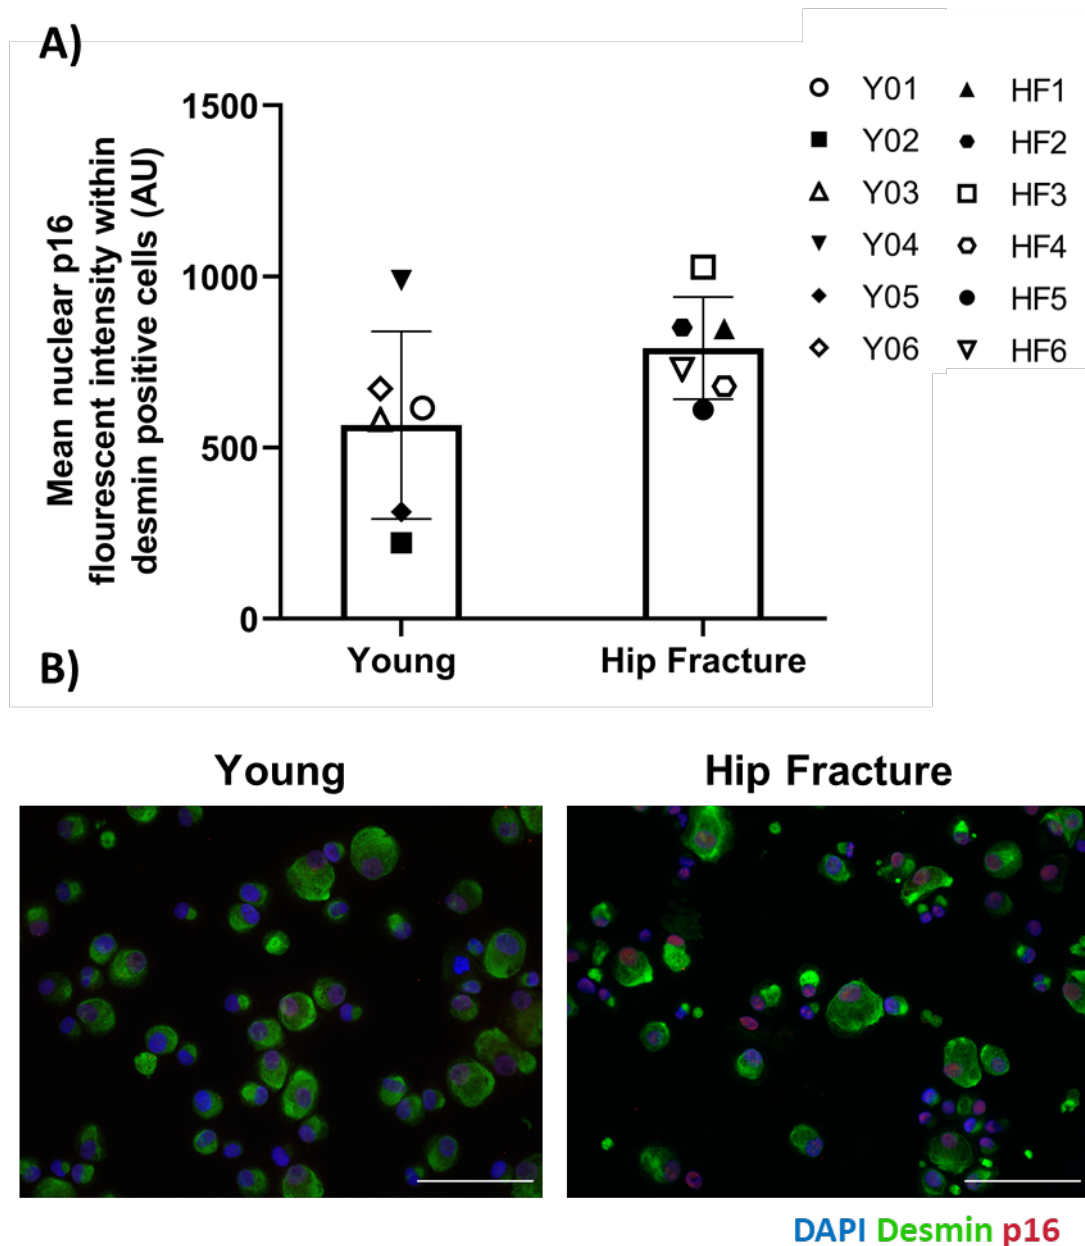 A)
Mean nuclear p16
flourescent intensity within
desmin positive cells (AU)
1500
1000
500
0
Young
Hip Fracture
Y01
Y02
Y03
Y04
Y05
Y06
HF1
HF2
HF3
HF4
HF5
HF6
B)
Young
Hip Fracture
DAPI Desmin p16